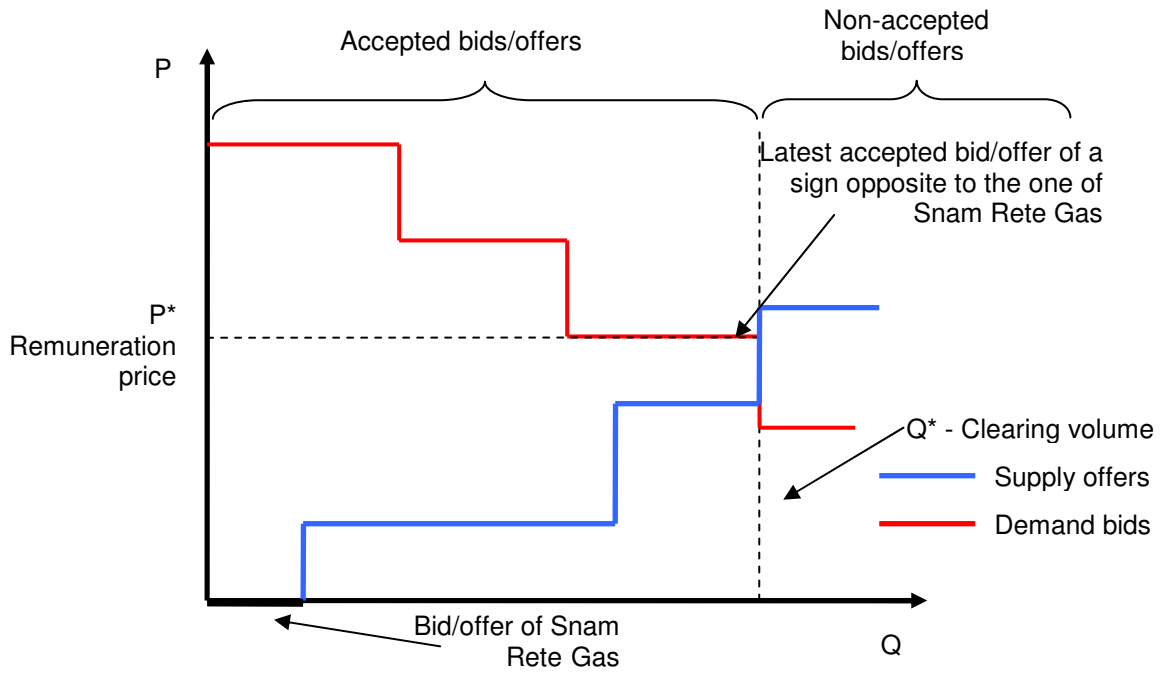 Accepted bids/offers
Non-accepted
bids/offers
P
Latest accepted bid/offer of a
sign opposite to the one of
Snam Rete Gas
P*
Remuneration
price
Q* - Clearing volume
Supply offers
Demand bids
Bid/offer of Snam
Rete Gas
Q